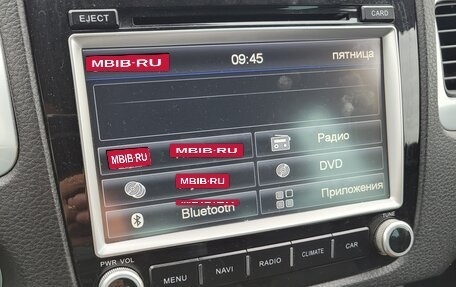 EJECT
CARD
MBIB·RU
09:45
пятница
MBIB·RU
MBIB·RU
Радио
MBIB·RU
DVD
Bluetooth
Приложения
PWR VOL
MENU
NAVI
RADIO
CLIMATE
CAR
TUNE